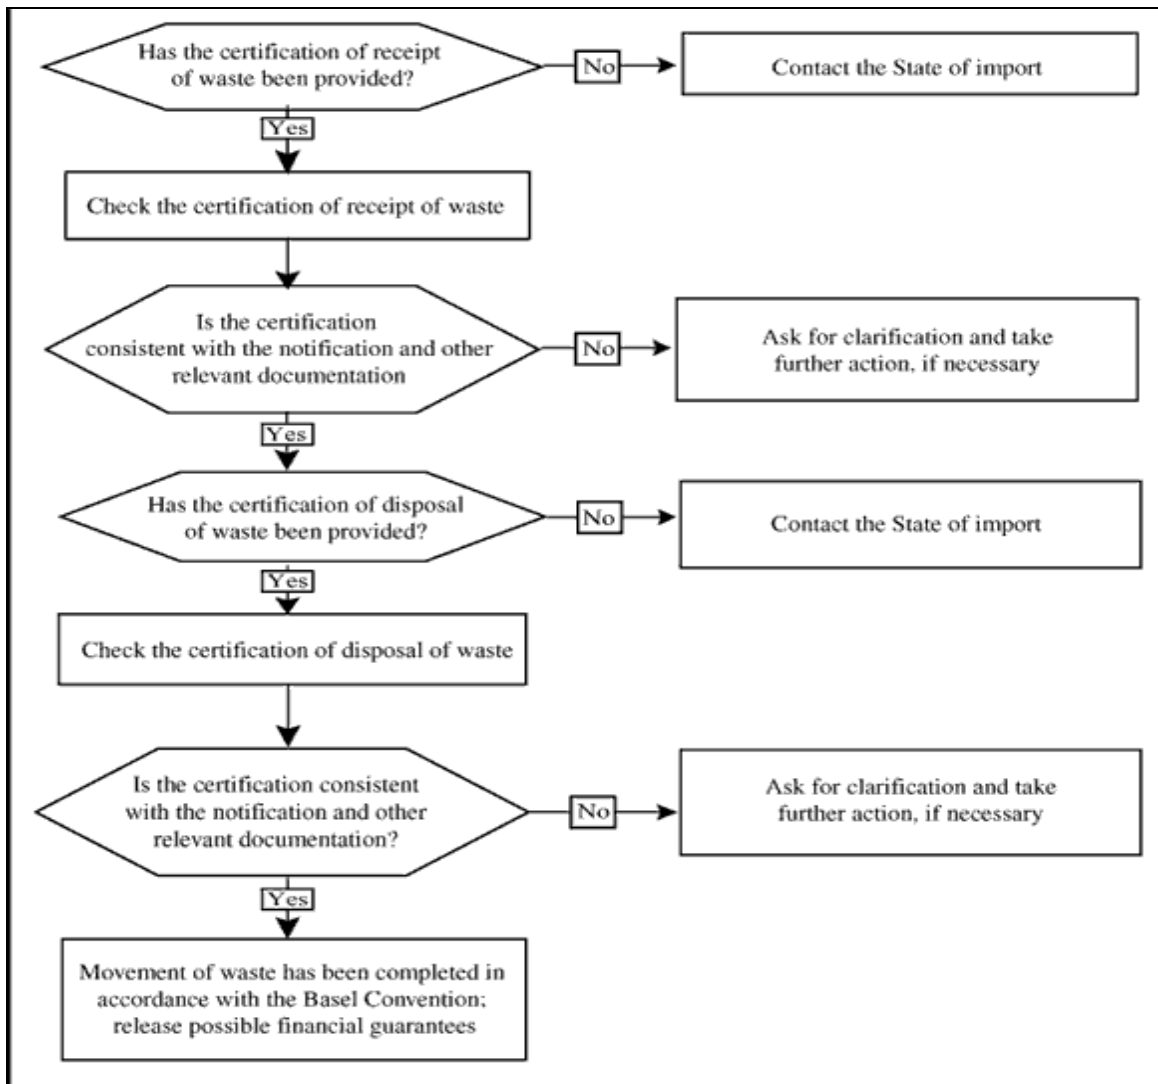 Has the certification of receipt
of waste been provided?
No
Contact the State of import
Yes
Check the certification of receipt of waste
Is the certification
consistent with the notification and other
relevant documentation
No
Ask for clarification and take
further action, if necessary
Yes
Has the certification of disposal
of waste been provided?
No
Contact the State of import
Yes
Check the certification of disposal of waste
Is the certification consistent
with the notification and other
relevant documentation?
No
Ask for clarification and take
further action, if necessary
Yes
Movement of waste has been completed in
accordance with the Basel Convention;
release possible financial guarantees